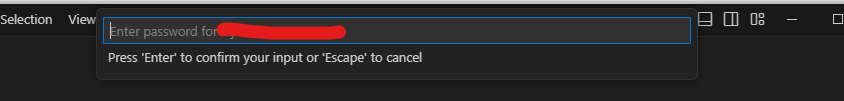 Selection View
Enter password for
Press 'Enter' to confirm your input or 'Escape' to cancel